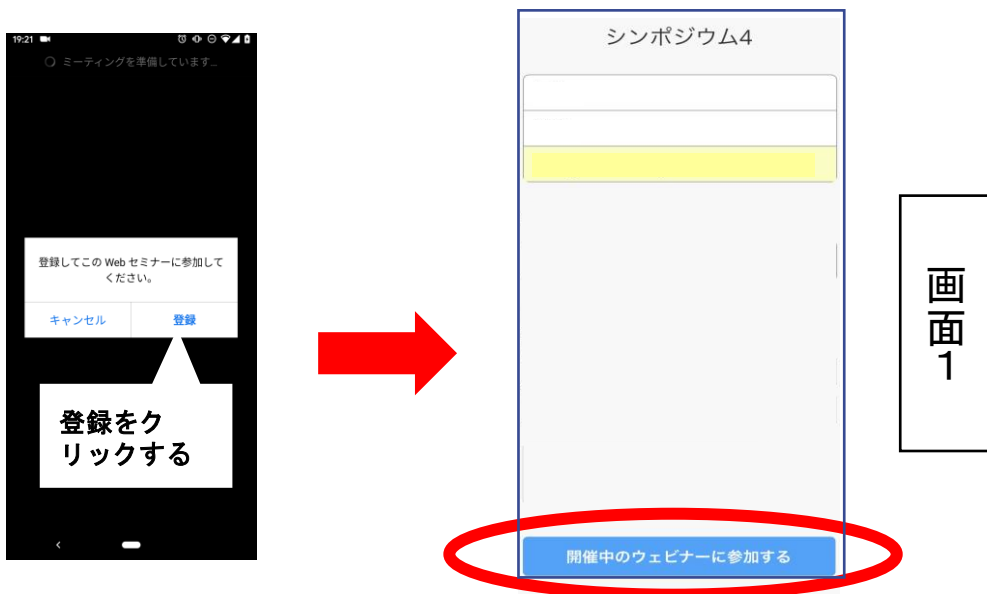 19:21
ミーティングを準備しています...
登録してこの Web セミナーに参加して
ください。
キャンセル 登録
登録をク
リックする
シンポジウム4
開催中のウェビナーに参加する
画面1